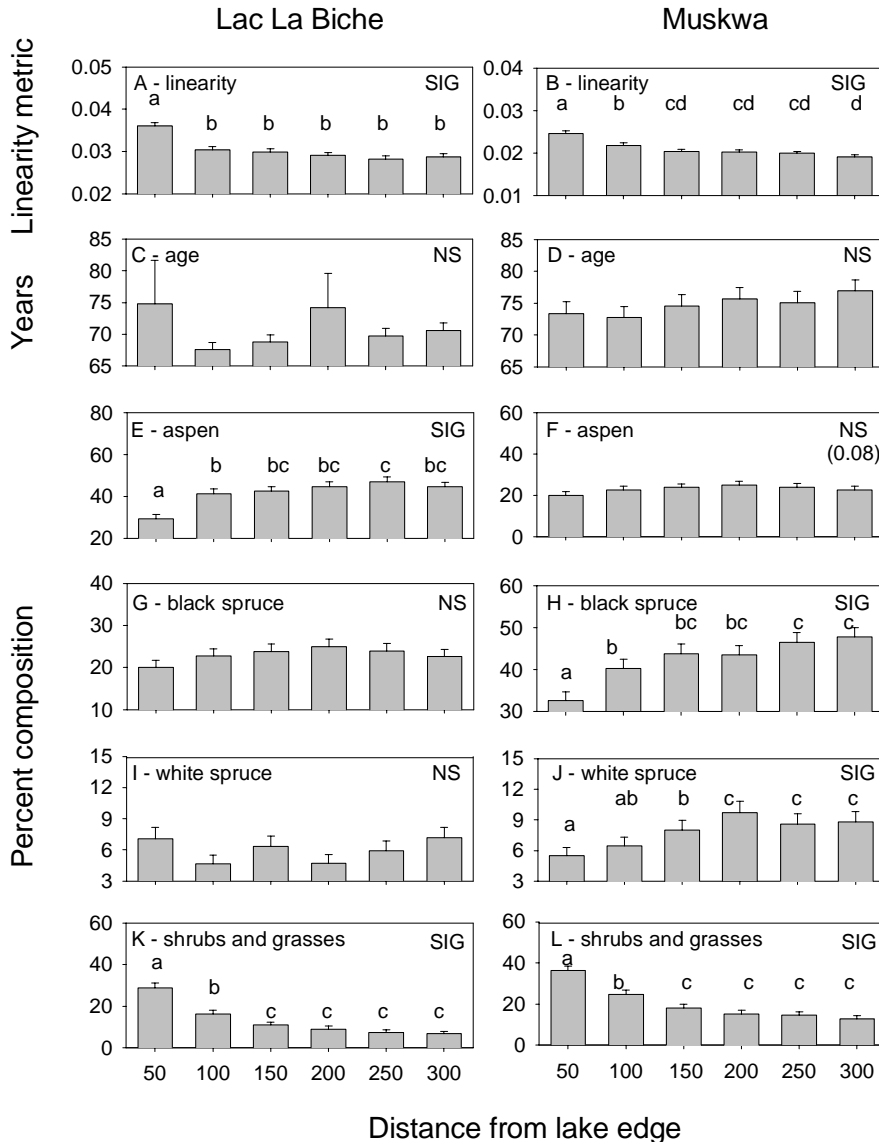 Lac La Biche Muskwa
Linearity metric
0.05
0.04
0.03
0.02
A - linearity SIG
a b b b b b
0.04
0.03
0.02
0.01
B - linearity SIG
a b cd cd cd d
Years
85
80
75
70
65
C - age NS
85
80
75
70
65
D - age NS
Percent composition
80
60
40
20
E - aspen SIG
a b bc bc c bc
60
40
20
0
F - aspen NS
(0.08)
40
30
20
10
G - black spruce NS
60
50
40
30
H - black spruce SIG
a b bc bc c c
15
12
9
6
3
I - white spruce NS
15
12
9
6
3
J - white spruce SIG
a ab b c c c
60
40
20
0
K - shrubs and grasses SIG
a b c c c c
60
40
20
0
L - shrubs and grasses SIG
a b c c c c
50 100 150 200 250 300
50 100 150 200 250 300
Distance from lake edge